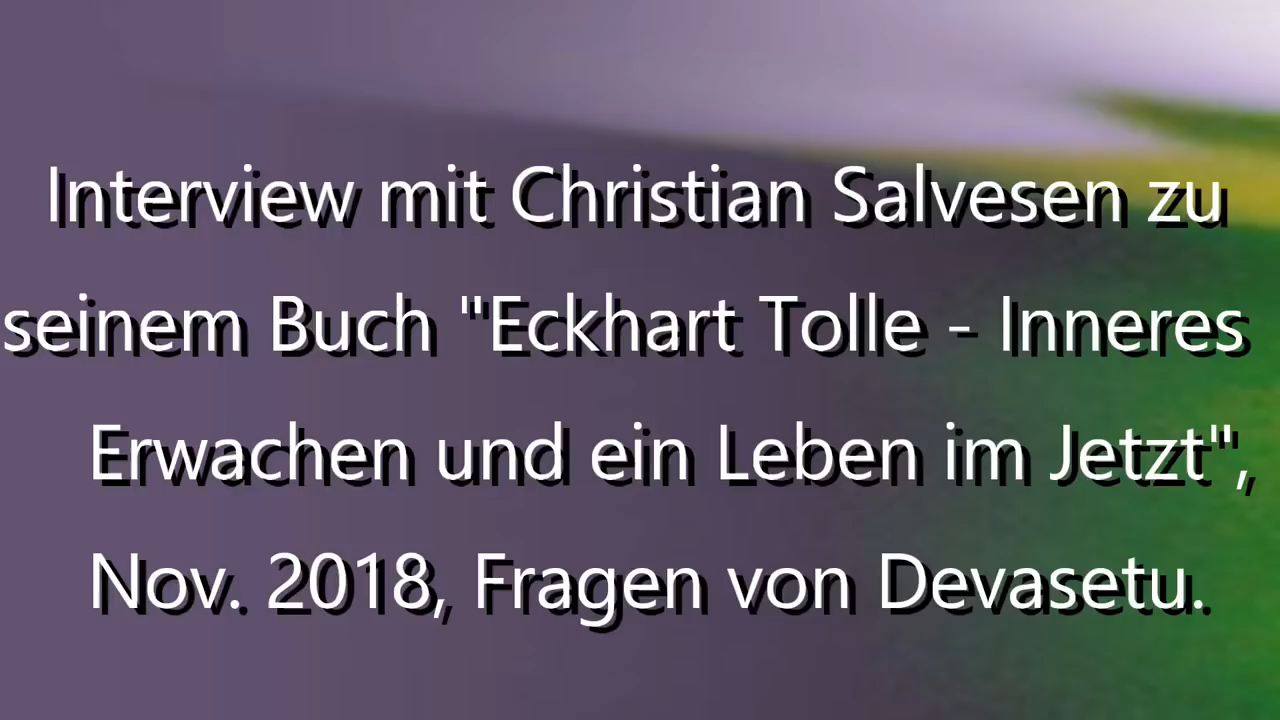 Interview mit Christian Salvesen zu
seinem Buch "Eckhart Tolle - Inneres
Erwachen und ein Leben im Jetzt",
Nov. 2018, Fragen von Devasetu.